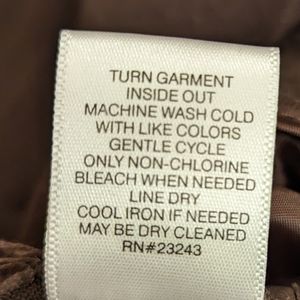 TURN GARMENT
INSIDE OUT
MACHINE WASH COLD
WITH LIKE COLORS
GENTLE CYCLE
ONLY NON-CHLORINE
BLEACH WHEN NEEDED
LINE DRY
COOL IRON IF NEEDED
MAY BE DRY CLEANED
RN#23243